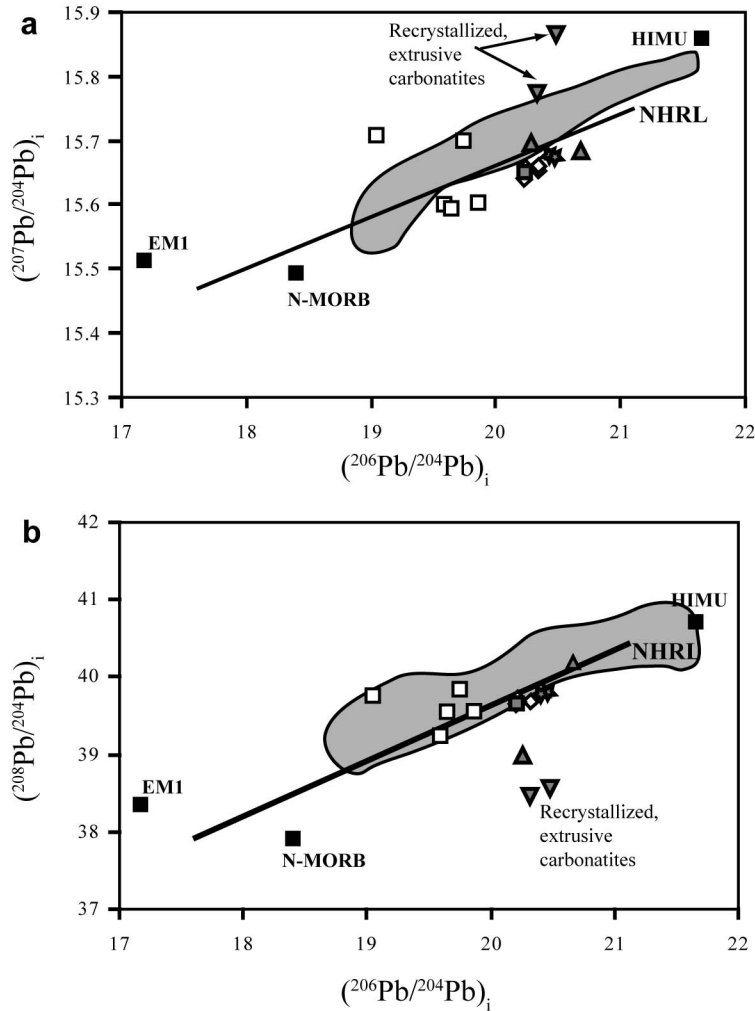 a
15.9
15.8
15.7
15.6
15.5
15.4
15.3
(²⁰⁷Pb/²⁰⁴Pb)ᵢ
Recrystallized,
extrusive
carbonatites
HIMU
NHRL
EM1
N-MORB
17
18
19
20
21
22
(²⁰⁶Pb/²⁰⁴Pb)ᵢ
b
42
41
40
39
38
37
(²⁰⁸Pb/²⁰⁴Pb)ᵢ
HIMU
NHRL
EM1
N-MORB
Recrystallized,
extrusive
carbonatites
17
18
19
20
21
22
(²⁰⁶Pb/²⁰⁴Pb)ᵢ